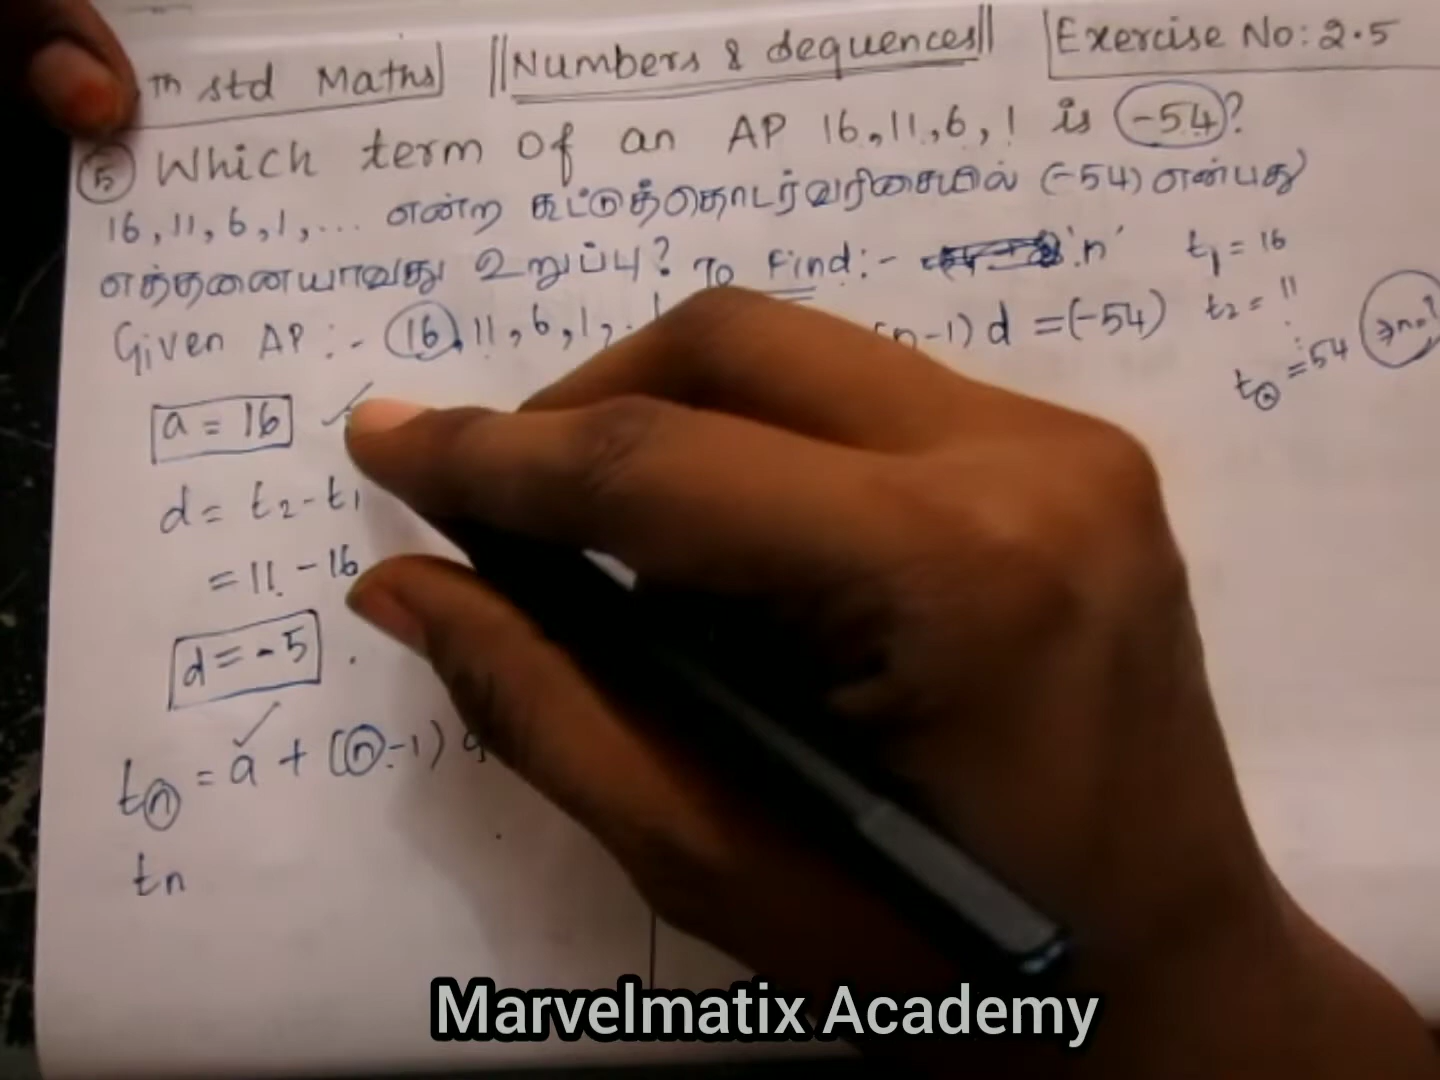 th std Maths || Numbers & Sequences || Exercise No: 2.5
5 Which term of an AP 16, 11, 6, 1 is (-54)?
16, 11, 6, 1, ... என்ற கூட்டுத்தொடர்வரிசையில் (-54) என்பது
எத்தனையாவது உறுப்பு? To Find:- 'n'
t1 = 16
Given AP :- 16, 11, 6, 1, . n-1) d = (-54)
t2 = 11
:
tn = 54 ⇒ n=?
a = 16 ✓
d = t2 - t1
= 11 - 16
d = -5 .
tn = a + (n-1) d
tn
Marvelmatix Academy